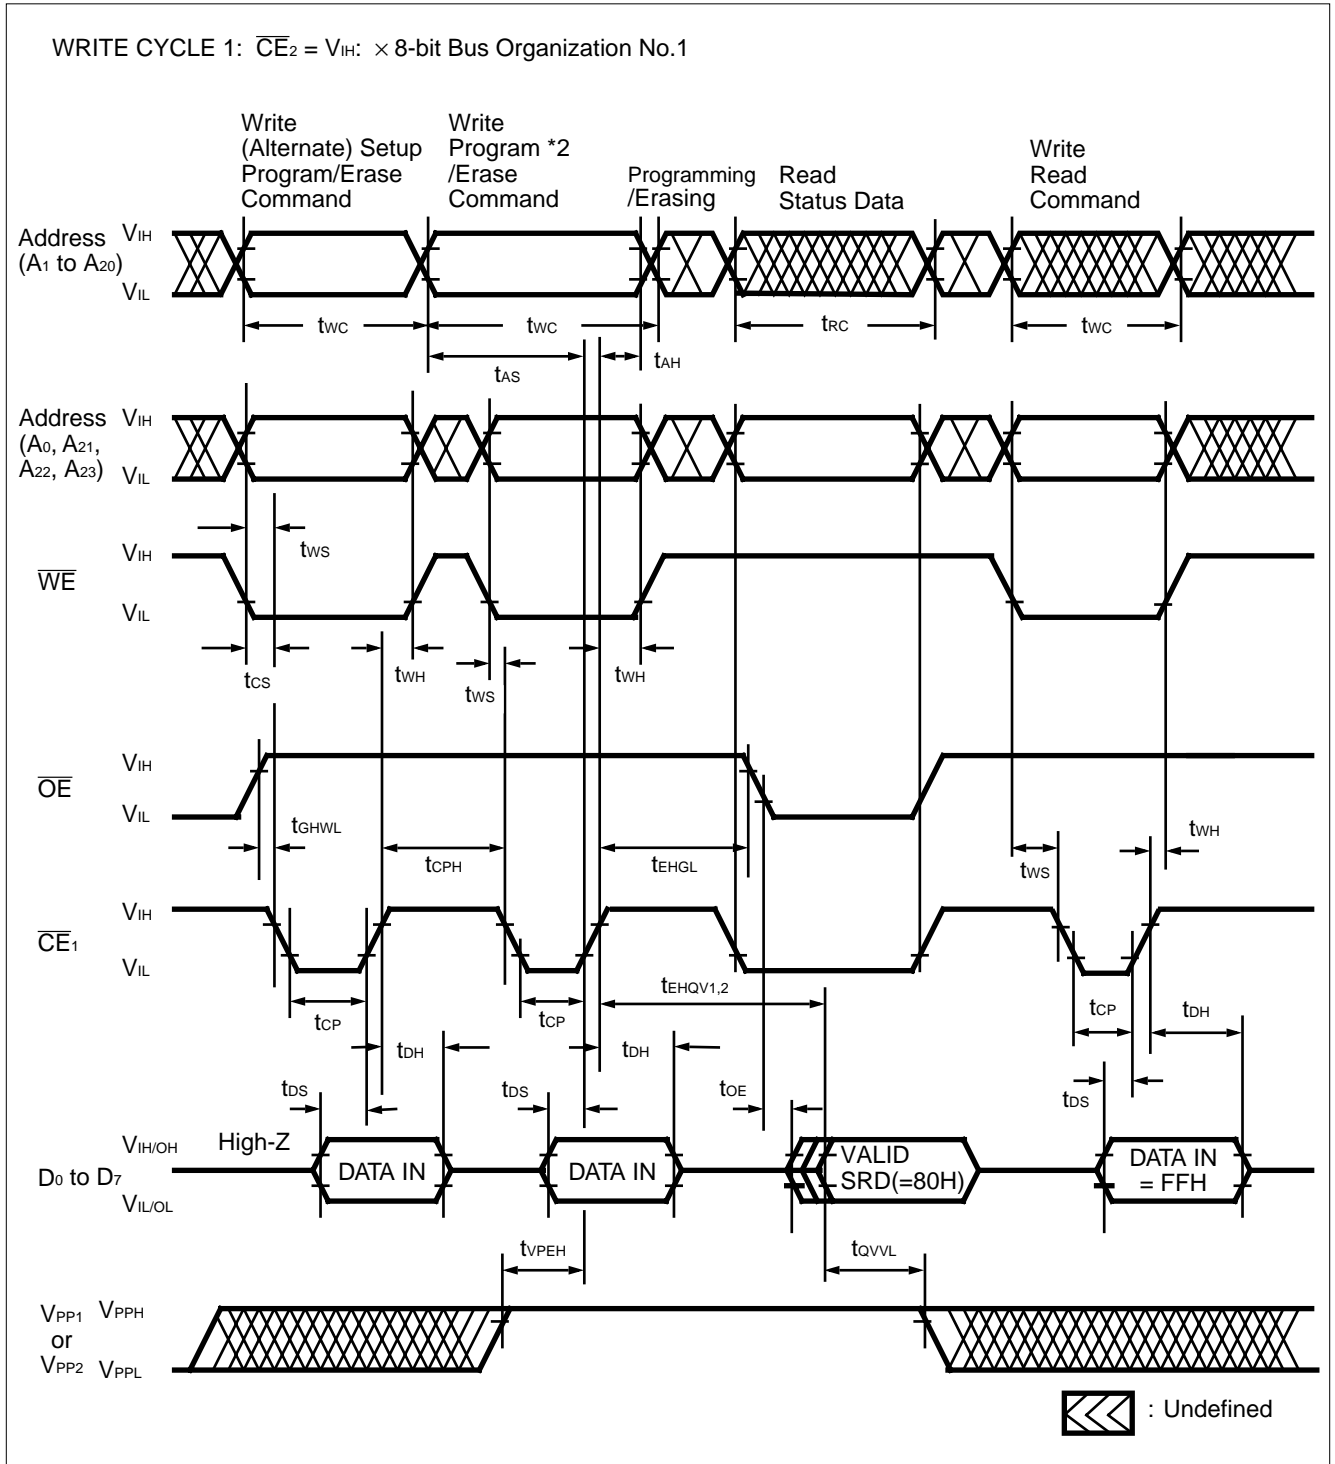 WRITE CYCLE 1: CE2 = VIH: × 8-bit Bus Organization No.1
Write
(Alternate) Setup
Program/Erase
Command
Write
Program *2
/Erase
Command
Programming
/Erasing
Read
Status Data
Write
Read
Command
Address
(A1 to A20)
VIH
VIL
tWC
tWC
tRC
tWC
tAS
tAH
Address
(A0, A21,
A22, A23)
VIH
VIL
tWS
WE
VIH
VIL
tCS
tWH
tWS
tWH
OE
VIH
VIL
tGHWL
tCPH
tEHGL
tWS
tWH
CE1
VIH
VIL
tCP
tCP
tEHQV1,2
tCP
tDH
tDH
tDH
tDS
tDS
tOE
tDS
D0 to D7
VIH/OH
VIL/OL
High-Z
DATA IN
DATA IN
VALID
SRD(=80H)
DATA IN
= FFH
tVPEH
tQVVL
VPP1
or
VPP2
VPPH
VPPL
: Undefined